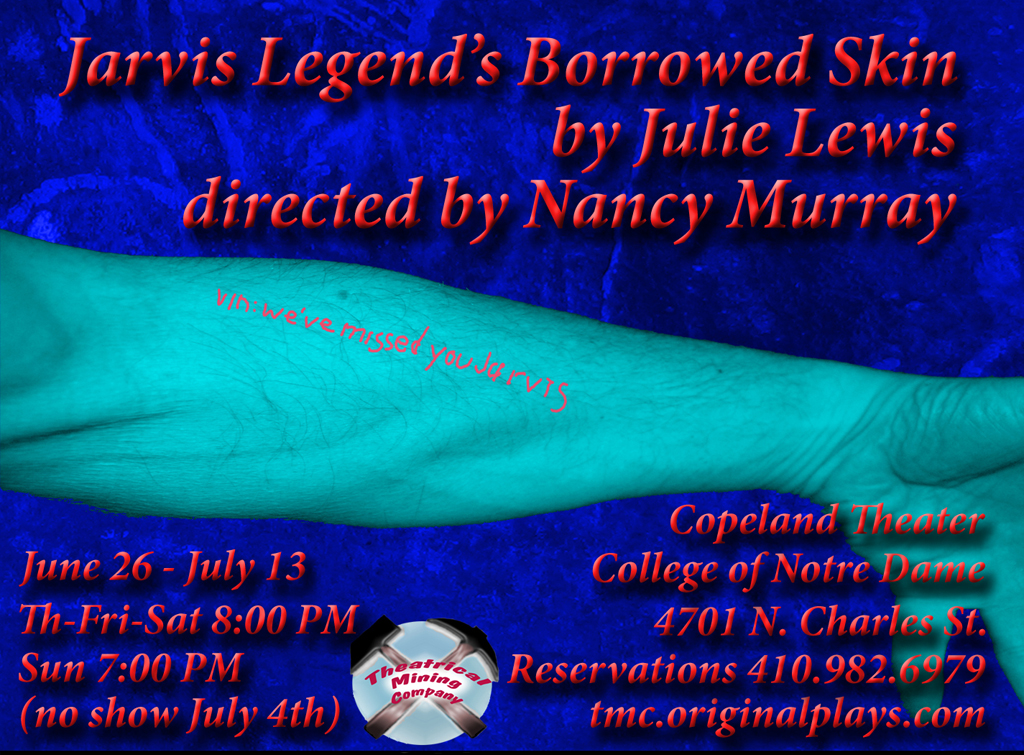 Jarvis Legend's Borrowed Skin
by Julie Lewis
directed by Nancy Murray
vin: we've missed you Jarvis
June 26 - July 13
Th-Fri-Sat 8:00 PM
Sun 7:00 PM
(no show July 4th)
Theatrical
Mining
Company
Copeland Theater
College of Notre Dame
4701 N. Charles St.
Reservations 410.982.6979
tmc.originalplays.com